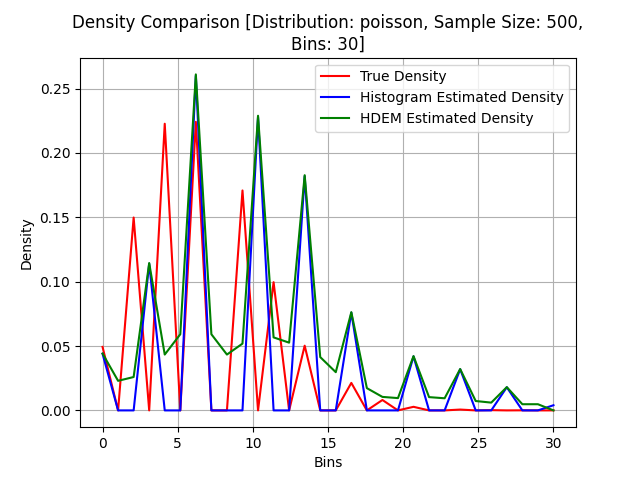 Density Comparison [Distribution: poisson, Sample Size: 500,
Bins: 30]
True Density
Histogram Estimated Density
HDEM Estimated Density
Density
0.25
0.20
0.15
0.10
0.05
0.00
0
5
10
15
20
25
30
Bins